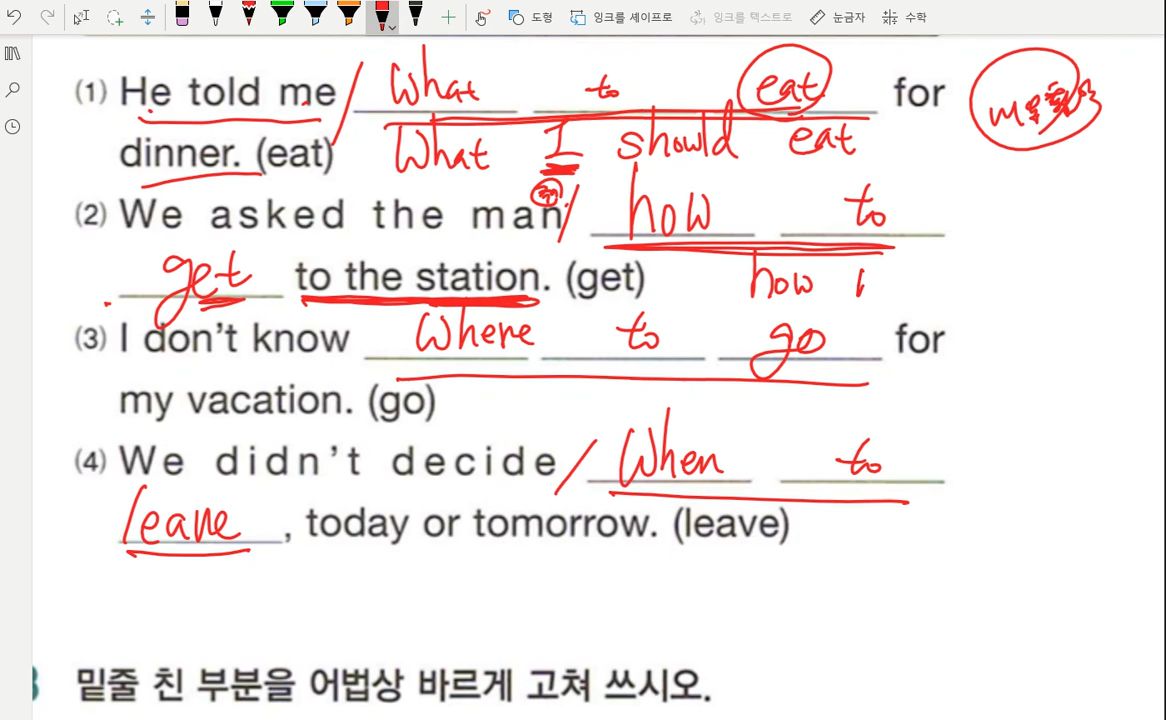 도형 잉크를 셰이프로 잉크를 텍스트로 눈금자 수학
(1) He told me / What to eat for
dinner. (eat) What I should eat
(2) We asked the man / how to
get to the station. (get) how I
(3) I don't know Where to go for
my vacation. (go)
(4) We didn't decide / When to
leave, today or tomorrow. (leave)
밑줄 친 부분을 어법상 바르게 고쳐 쓰시오.